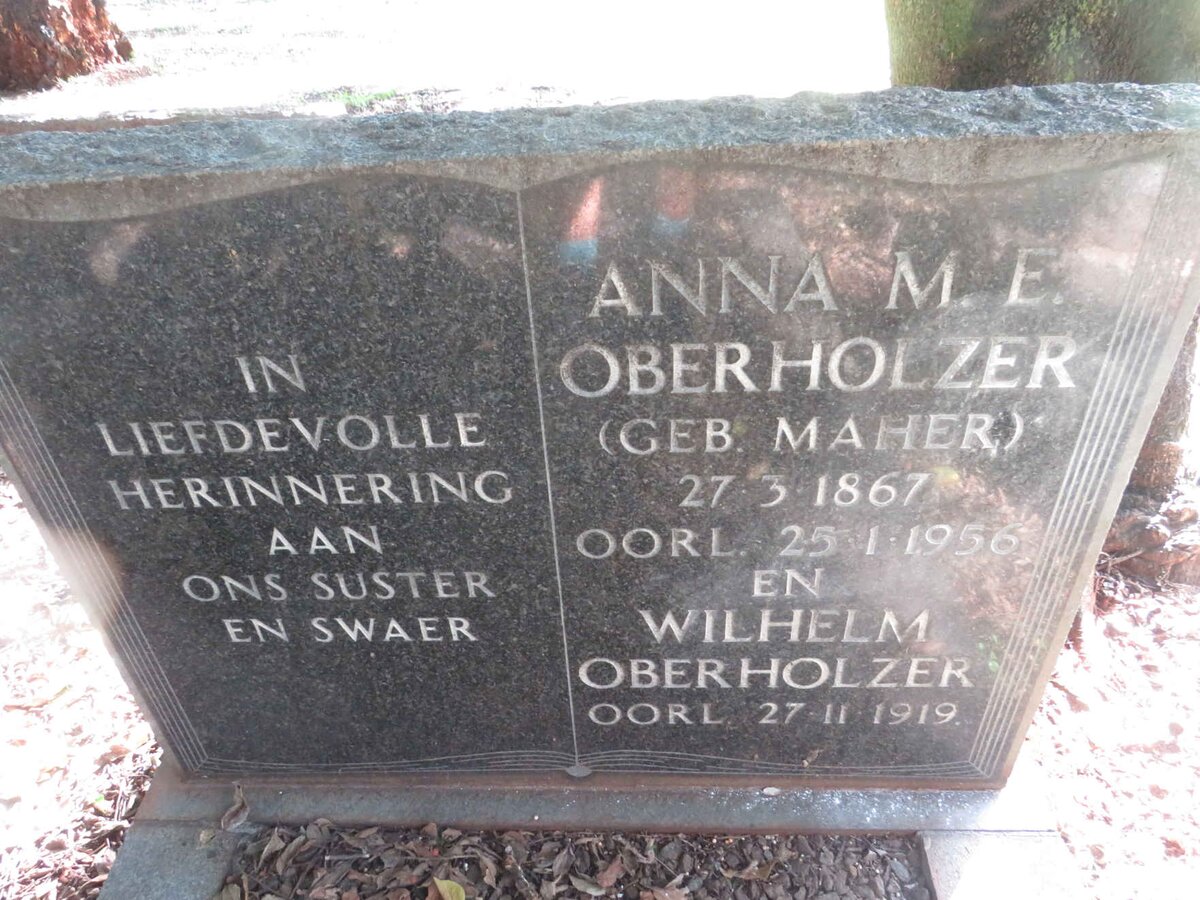 IN
LIEFDEVOLLE
HERINNERING
AAN
ONS SUSTER
EN SWAER
ANNA M. E.
OBERHOLZER
(GEB. MAHER)
27·3·1867
OORL. 25·1·1956
EN
WILHELM
OBERHOLZER
OORL. 27·11·1919.